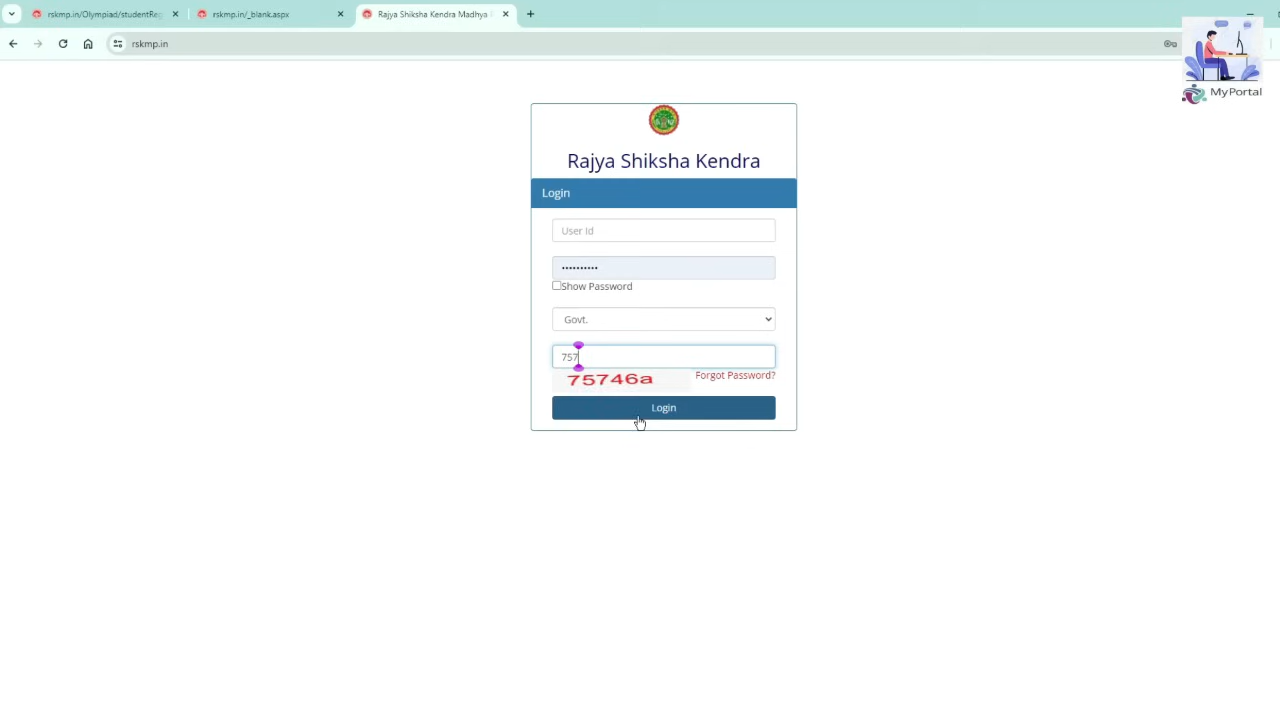 rskmp.in/Olympiad/studentReg
rskmp.in/_blank.aspx
Rajya Shiksha Kendra Madhya
rskmp.in
MyPortal
Rajya Shiksha Kendra
Login
User Id
Show Password
Govt.
757
75746a
Forgot Password?
Login